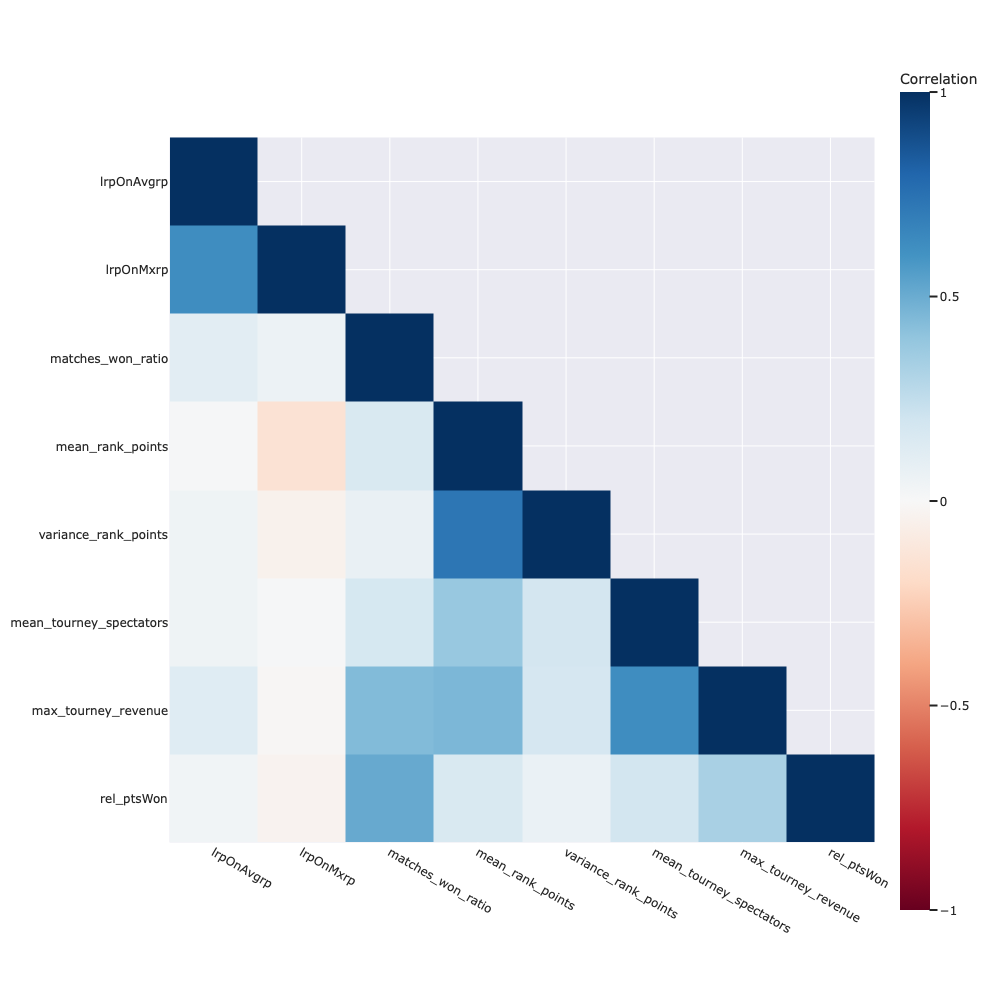 Correlation
1
0.5
0
−0.5
−1
lrpOnAvgrp
lrpOnMxrp
matches_won_ratio
mean_rank_points
variance_rank_points
mean_tourney_spectators
max_tourney_revenue
rel_ptsWon
lrpOnAvgrp
lrpOnMxrp
matches_won_ratio
mean_rank_points
variance_rank_points
mean_tourney_spectators
max_tourney_revenue
rel_ptsWon